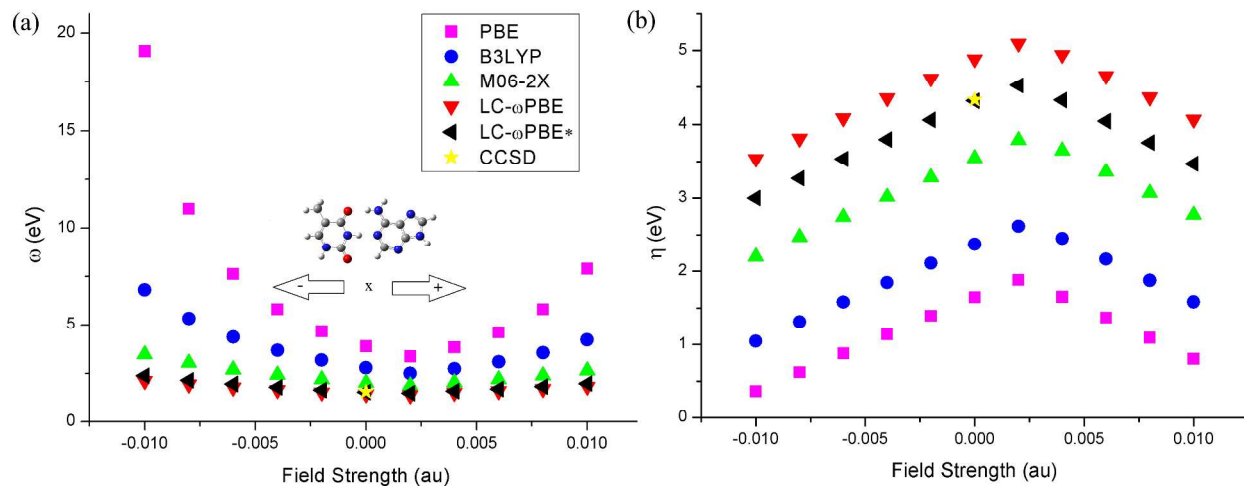 (a)
ω (eV)
20
15
10
5
0
PBE
B3LYP
M06-2X
LC-ωPBE
LC-ωPBE*
CCSD
- x +
-0.010 -0.005 0.000 0.005 0.010
Field Strength (au)
(b)
η (eV)
5
4
3
2
1
0
-0.010 -0.005 0.000 0.005 0.010
Field Strength (au)